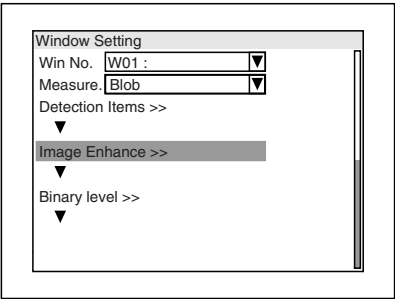 Window Setting
Win No. W01 :
Measure. Blob
Detection Items >>
Image Enhance >>
Binary level >>